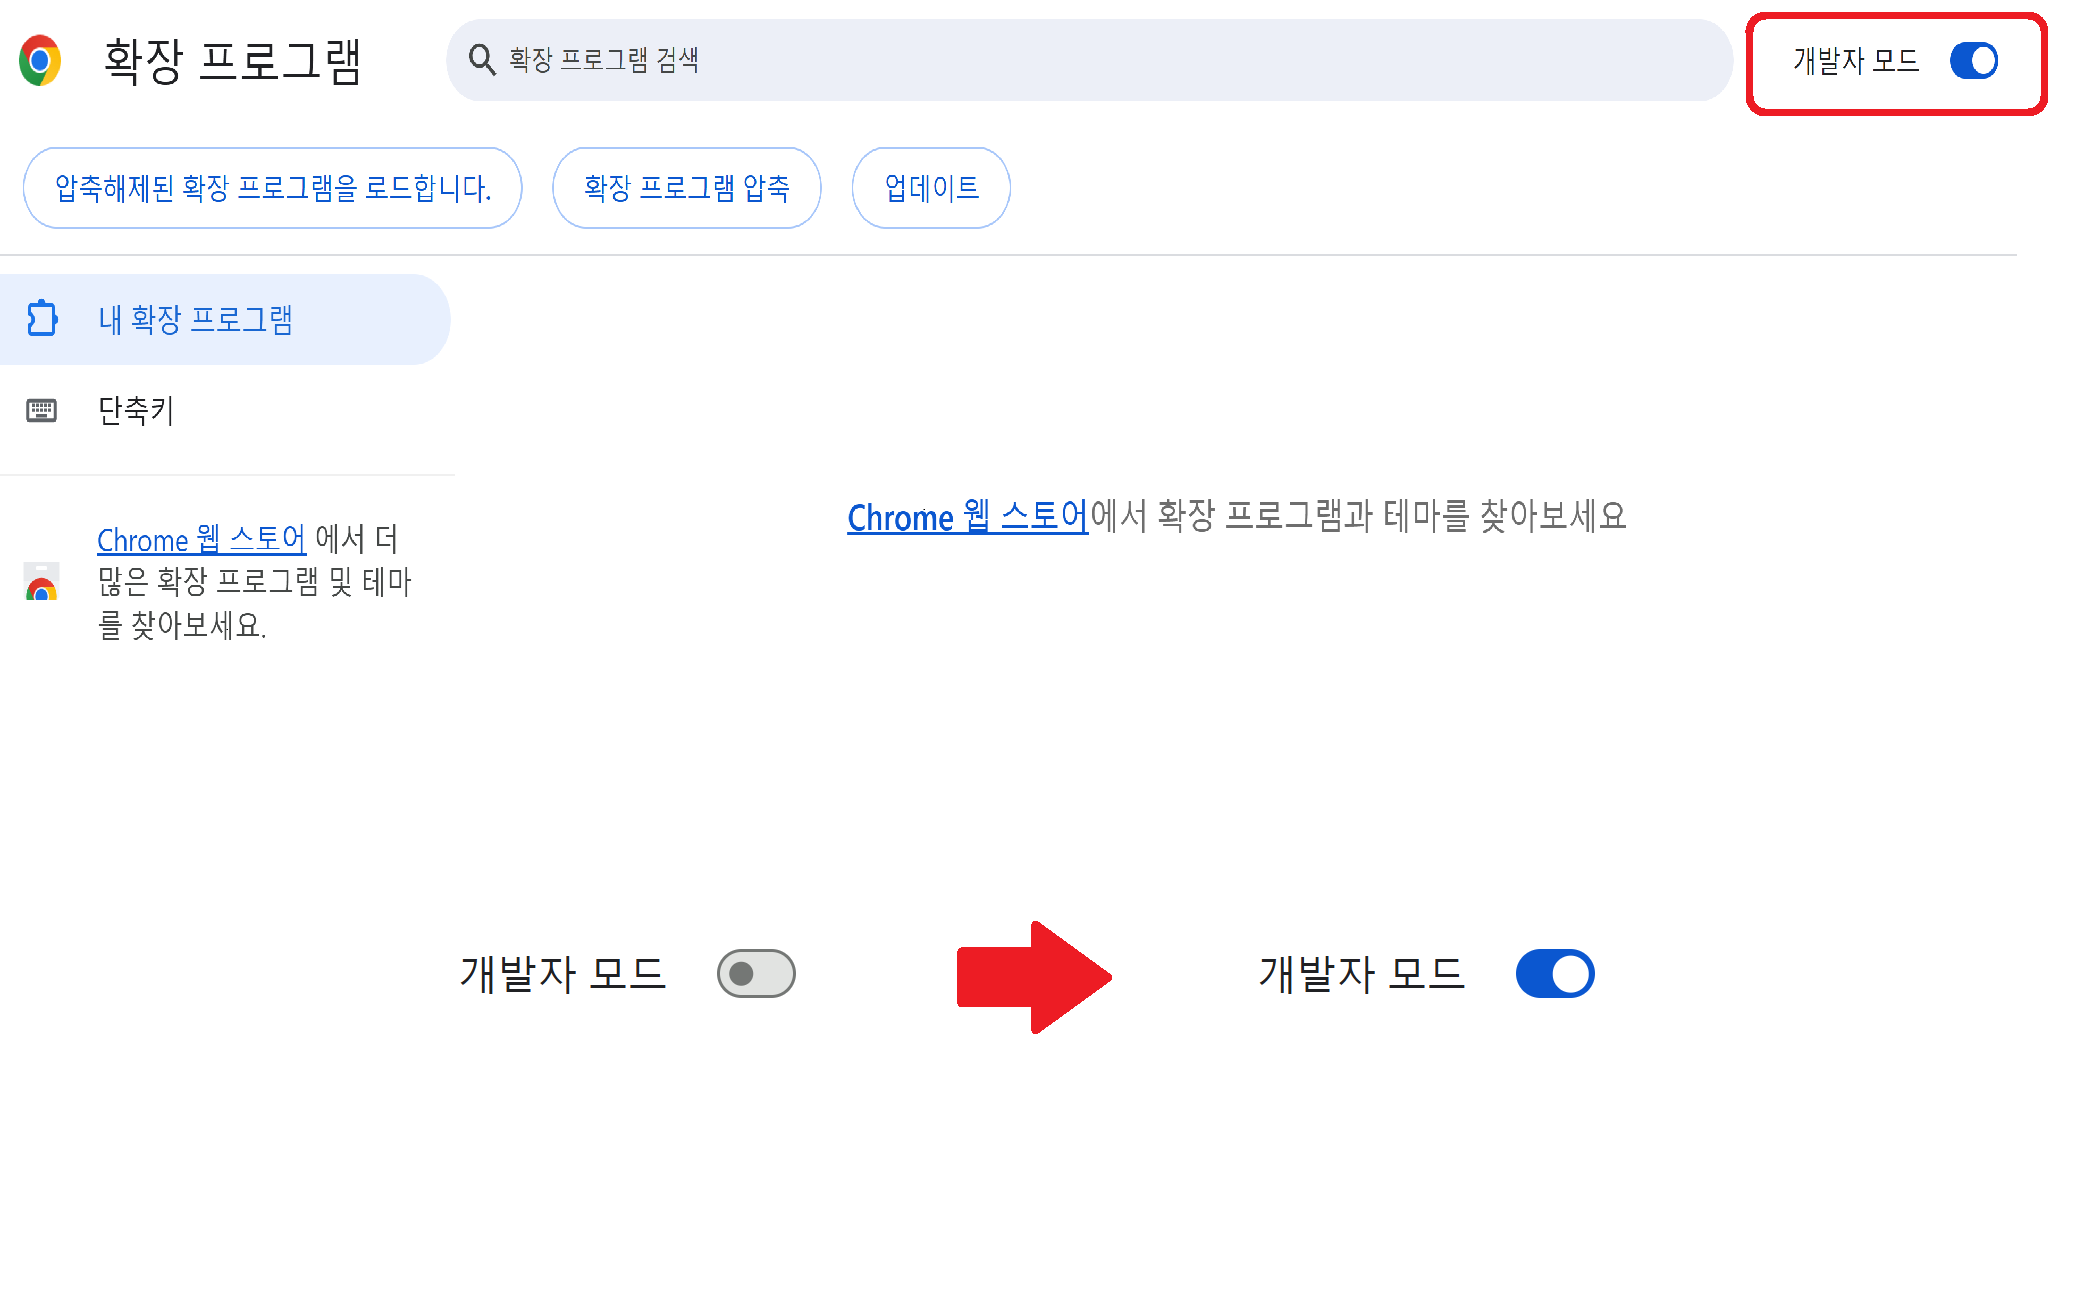 확장 프로그램
확장 프로그램 검색
개발자 모드
압축해제된 확장 프로그램을 로드합니다.
확장 프로그램 압축
업데이트
내 확장 프로그램
단축키
Chrome 웹 스토어 에서 더
많은 확장 프로그램 및 테마
를 찾아보세요.
Chrome 웹 스토어에서 확장 프로그램과 테마를 찾아보세요
개발자 모드
개발자 모드